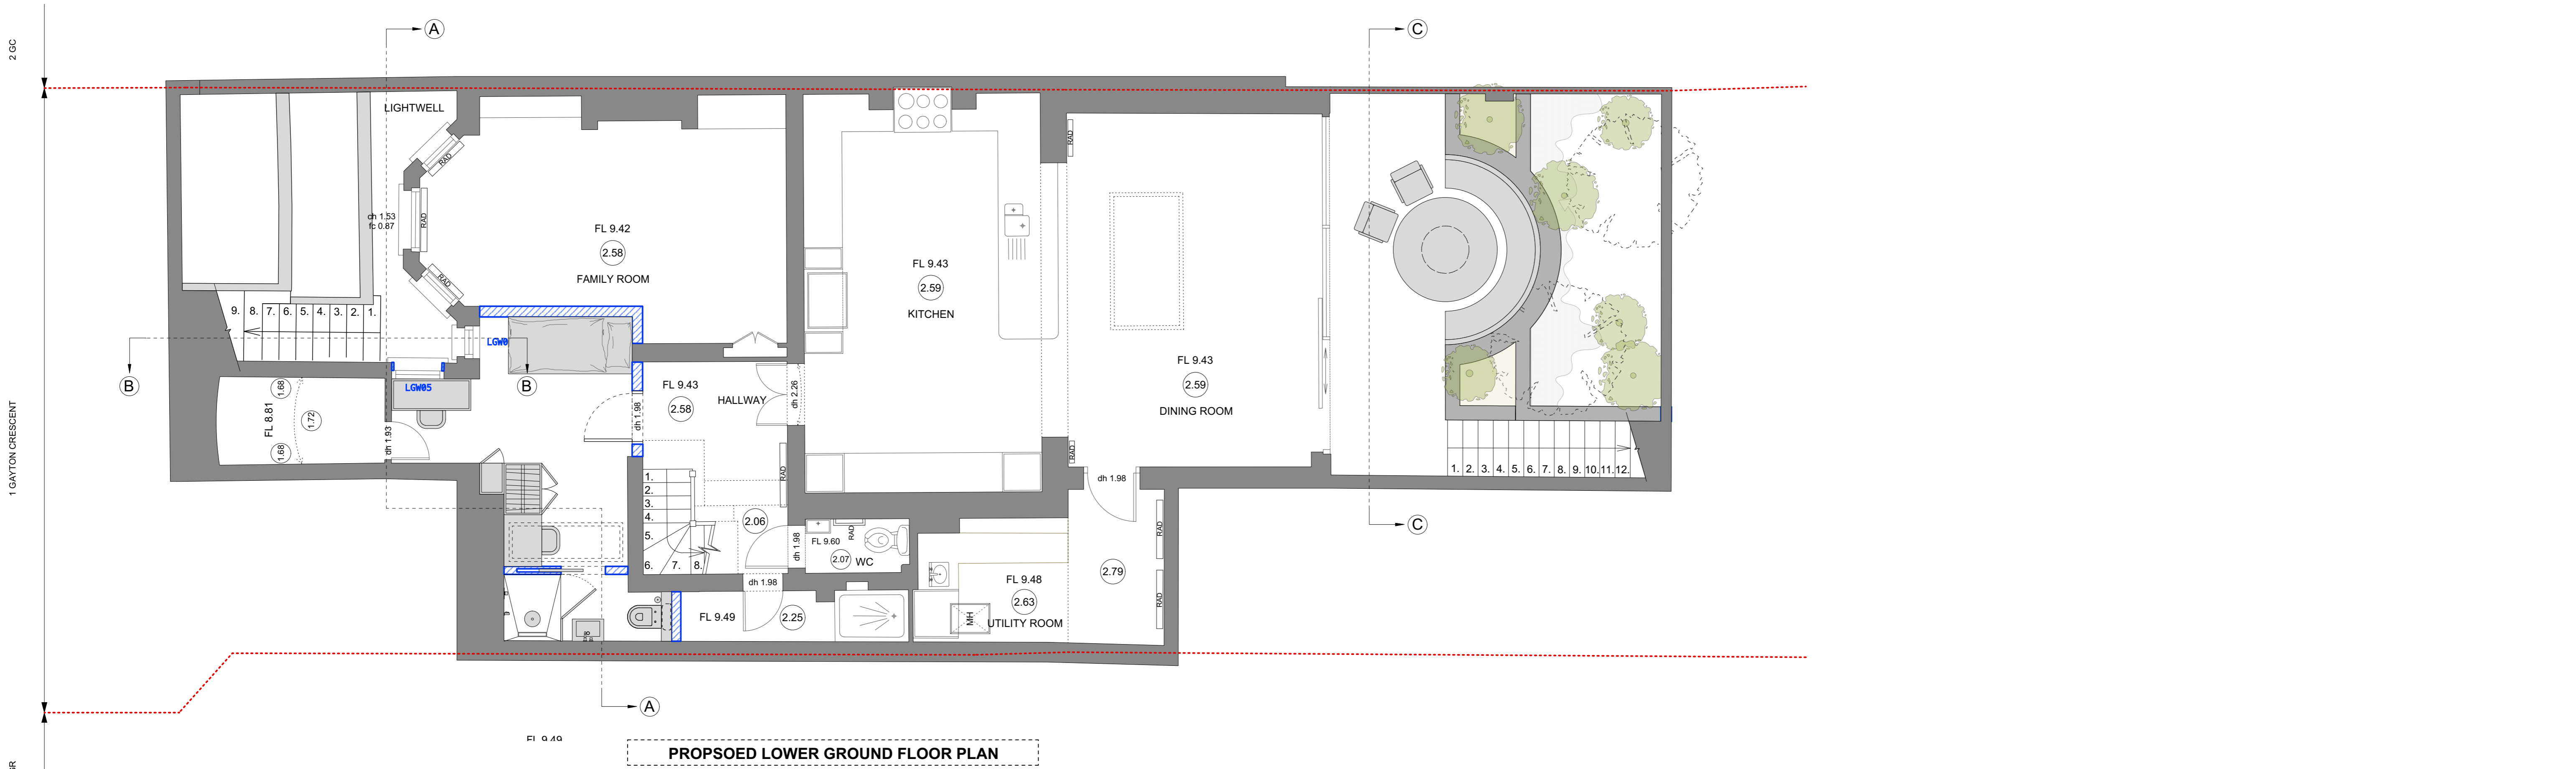 2 GC
1 GAYTON CRESCENT
A
C
LIGHTWELL
RAD
RAD
RAD
dh 1.53
fc 0.87
FL 9.42
2.58
FAMILY ROOM
9. 8. 7. 6. 5. 4. 3. 2. 1.
B
B
LGW05
FL 8.81
1.68
1.72
1.68
dh 1.93
dh 1.98
FL 9.43
2.58
HALLWAY
dh 2.26
RAD
1.
2.
3.
4.
5.
6. 7. 8.
2.06
dh 1.98
dh 1.98
FL 9.60
RAD
2.07
WC
FL 9.49
2.25
FL 9.43
2.59
KITCHEN
RAD
RAD
FL 9.43
2.59
DINING ROOM
dh 1.98
RAD
RAD
2.79
FL 9.48
2.63
MH
UTILITY ROOM
1. 2. 3. 4. 5. 6. 7. 8. 9. 10. 11. 12.
C
A
FL 9.49
PROPSOED LOWER GROUND FLOOR PLAN